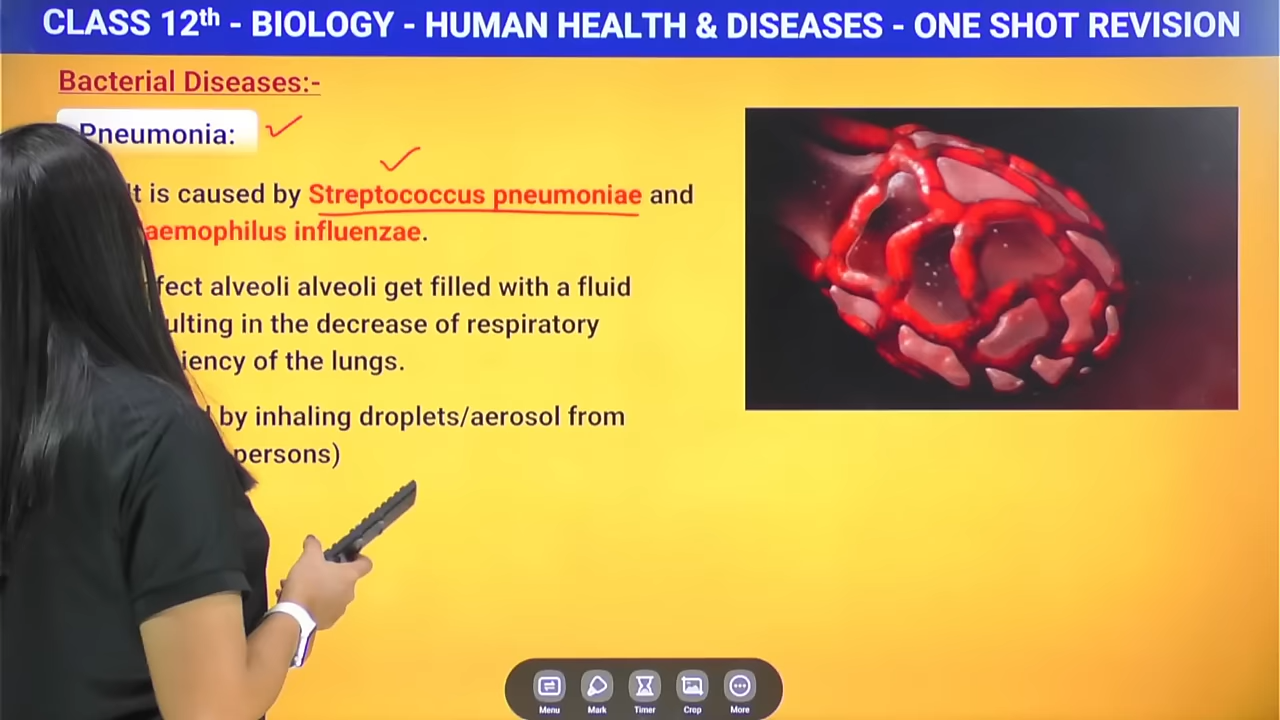 CLASS 12th - BIOLOGY - HUMAN HEALTH & DISEASES - ONE SHOT REVISION
Bacterial Diseases:-
Pneumonia:
It is caused by Streptococcus pneumoniae and
aemophilus influenzae.
fect alveoli alveoli get filled with a fluid
ulting in the decrease of respiratory
iency of the lungs.
by inhaling droplets/aerosol from
persons)
Menu
Mark
Timer
Crop
More